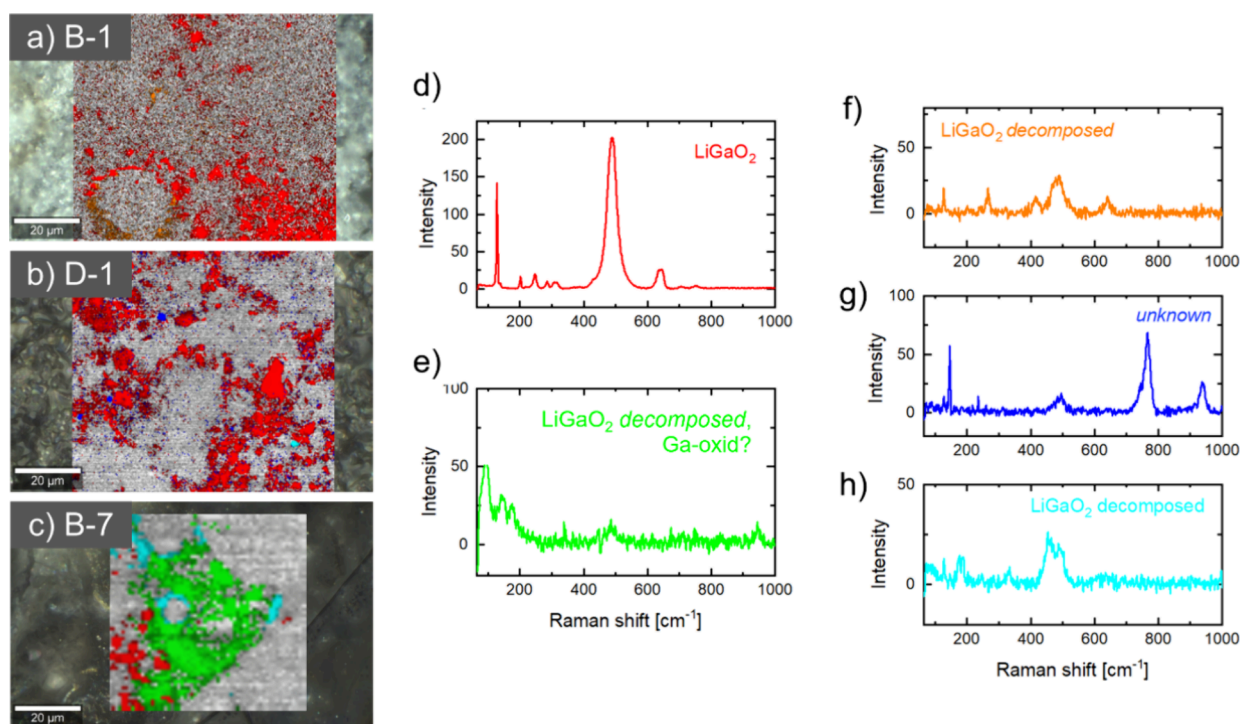 a) B-1
20 µm
b) D-1
20 µm
c) B-7
20 µm
d)
LiGaO2
Intensity
200
150
100
50
0
200 400 600 800 1000
e)
LiGaO2 decomposed,
Ga-oxid?
Intensity
100
50
0
200 400 600 800 1000
Raman shift [cm-1]
f)
LiGaO2 decomposed
Intensity
50
0
200 400 600 800 1000
g)
unknown
Intensity
100
50
0
200 400 600 800 1000
h)
LiGaO2 decomposed
Intensity
50
0
200 400 600 800 1000
Raman shift [cm-1]